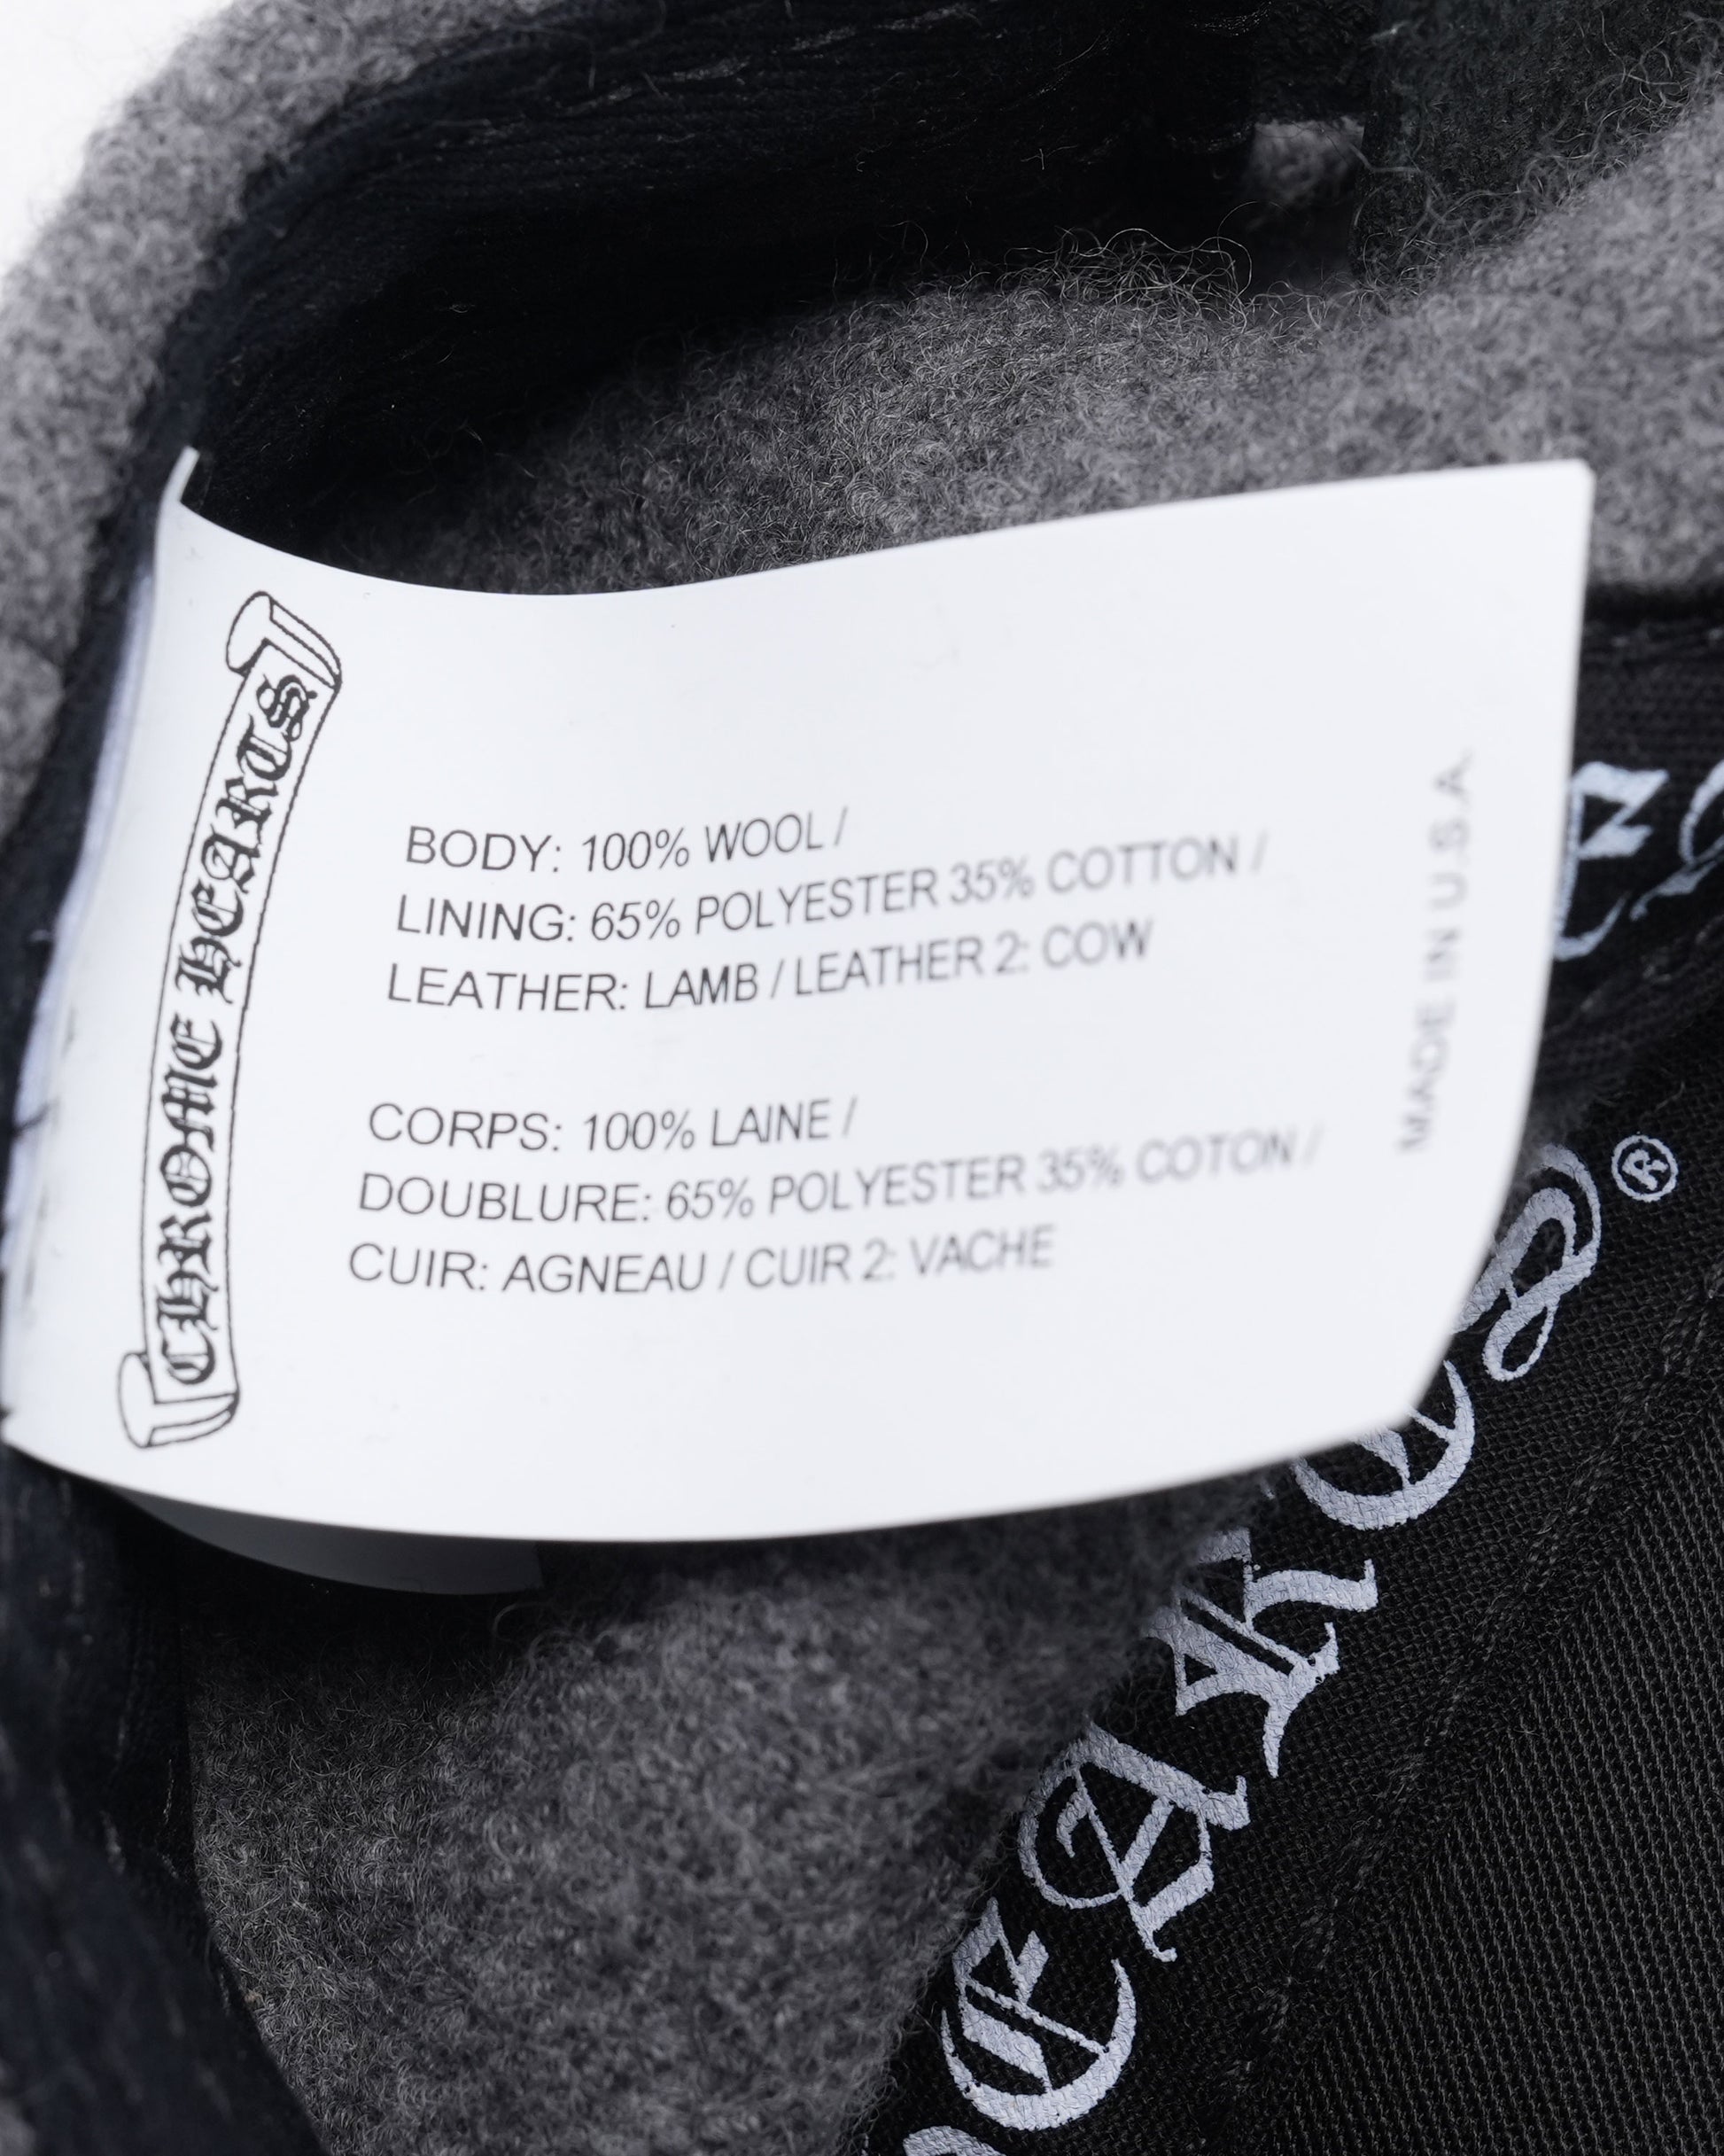 CHROME HEARTS
BODY: 100% WOOL /
LINING: 65% POLYESTER 35% COTTON /
LEATHER: LAMB / LEATHER 2: COW
CORPS: 100% LAINE /
DOUBLURE: 65% POLYESTER 35% COTON /
CUIR: AGNEAU / CUIR 2: VACHE
MADE IN U.S.A.
HEARTS®